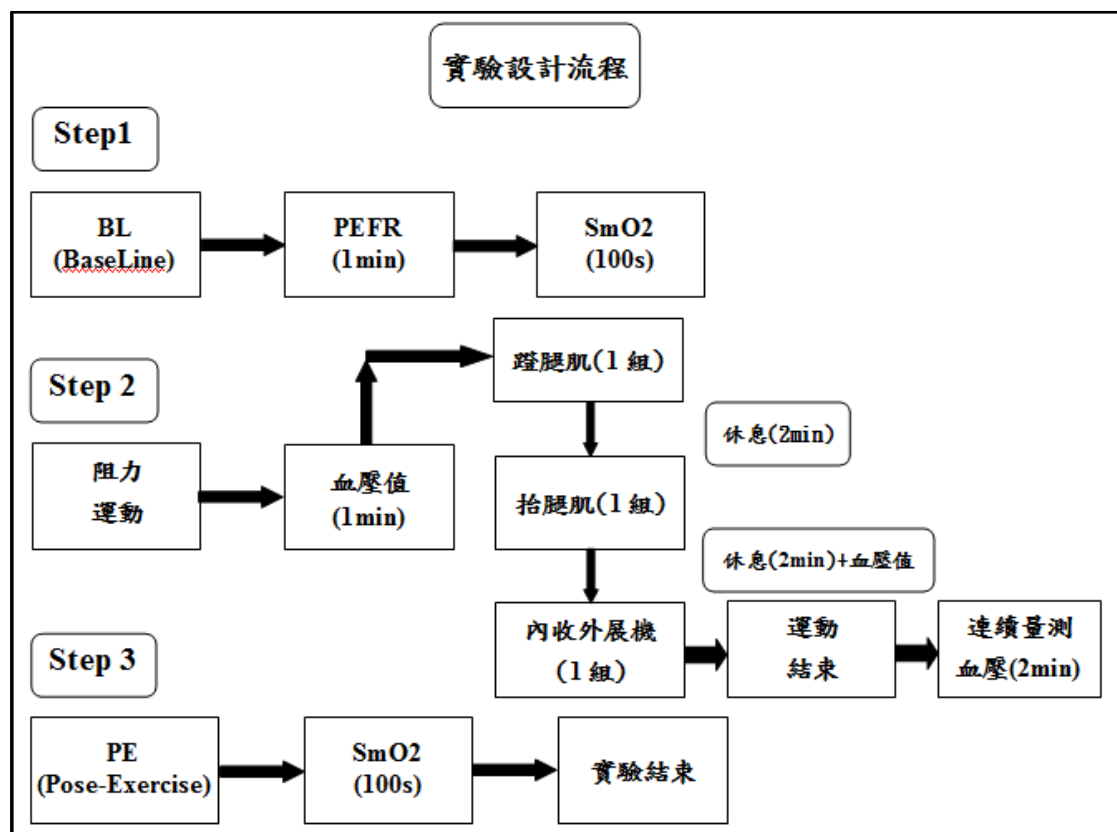 實驗設計流程
Step1
BL
(BaseLine)
PEFR
(1min)
SmO2
(100s)
Step 2
阻力
運動
血壓值
(1min)
蹬腿肌(1 組)
休息(2min)
抬腿肌(1 組)
休息(2min)+血壓值
內收外展機
(1 組)
運動
結束
連續量測
血壓(2min)
Step 3
PE
(Pose-Exercise)
SmO2
(100s)
實驗結束